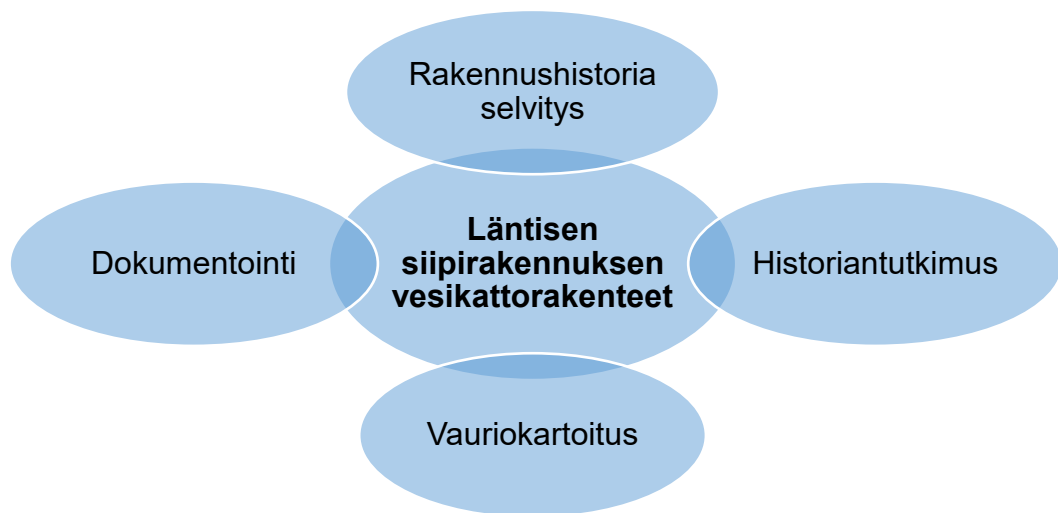 Rakennushistoria
selvitys
Dokumentointi
Läntisen
siipirakennuksen
vesikattorakenteet
Historiantutkimus
Vauriokartoitus